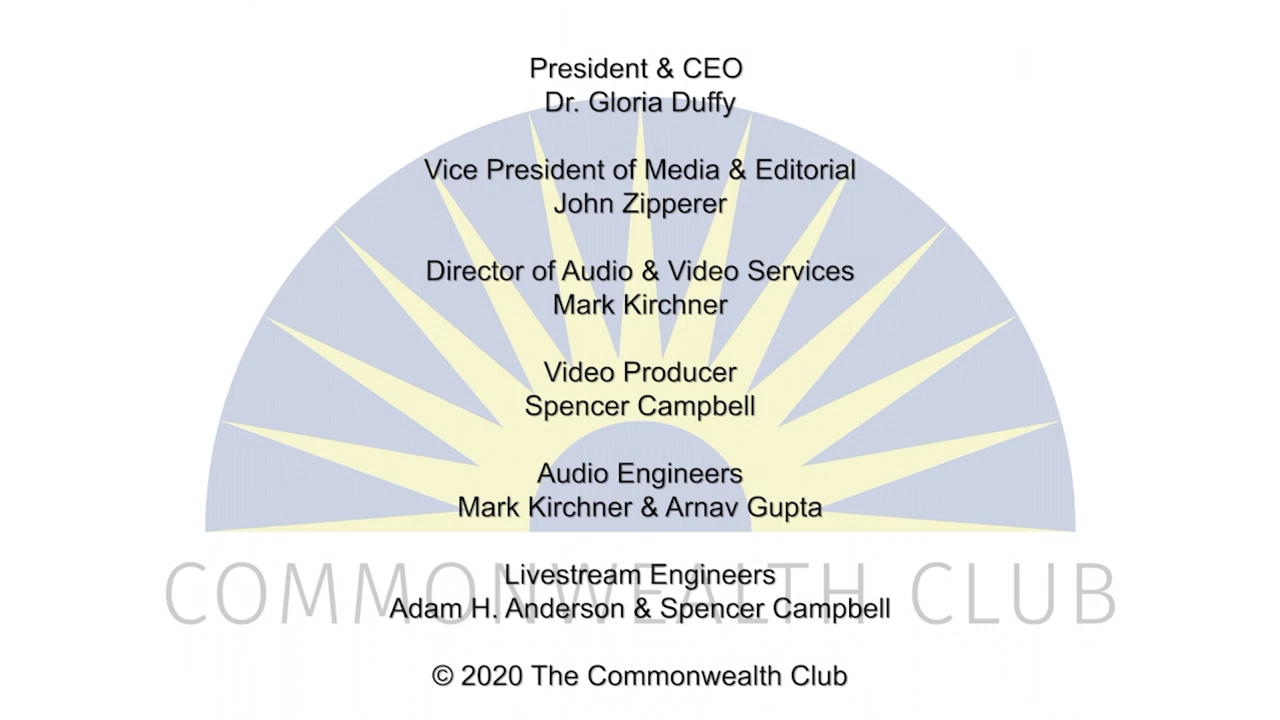 President & CEO
Dr. Gloria Duffy
Vice President of Media & Editorial
John Zipperer
Director of Audio & Video Services
Mark Kirchner
Video Producer
Spencer Campbell
Audio Engineers
Mark Kirchner & Arnav Gupta
COMMONWEALTH CLUB
Livestream Engineers
Adam H. Anderson & Spencer Campbell
© 2020 The Commonwealth Club